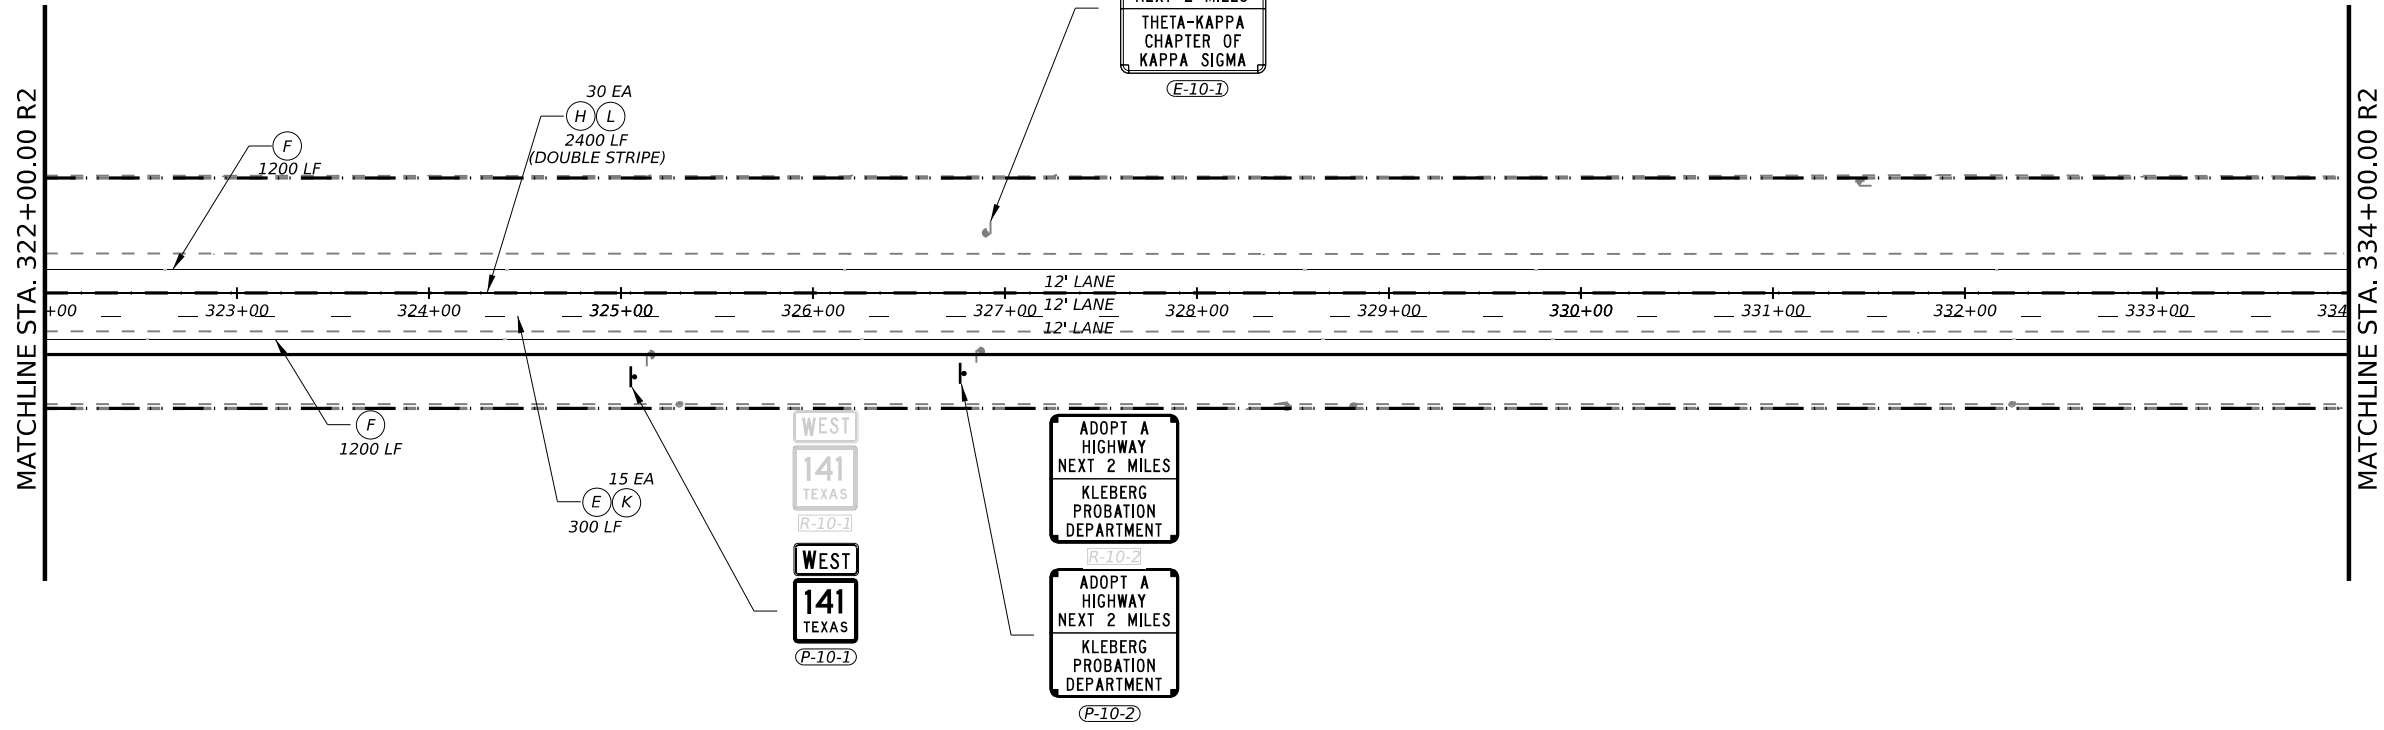 NEXT 2 MILES
THETA-KAPPA
CHAPTER OF
KAPPA SIGMA
E-10-1
MATCHLINE STA. 322+00.00 R2
MATCHLINE STA. 334+00.00 R2
30 EA
H L
2400 LF
(DOUBLE STRIPE)
F
1200 LF
12' LANE
12' LANE
12' LANE
+00 323+00 324+00 325+00 326+00 327+00 328+00 329+00 330+00 331+00 332+00 333+00 334
F
1200 LF
15 EA
E K
300 LF
WEST
141
TEXAS
R-10-1
WEST
141
TEXAS
P-10-1
ADOPT A
HIGHWAY
NEXT 2 MILES
KLEBERG
PROBATION
DEPARTMENT
R-10-2
ADOPT A
HIGHWAY
NEXT 2 MILES
KLEBERG
PROBATION
DEPARTMENT
P-10-2